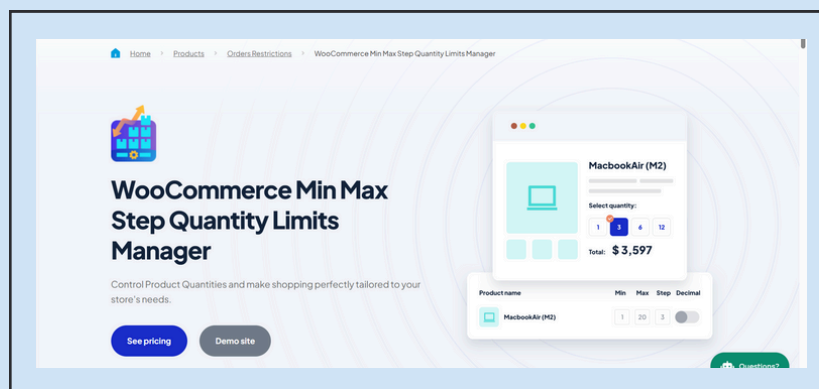 Home > Products > Orders Restrictions > WooCommerce Min Max Step Quantity Limits Manager
WooCommerce Min Max
Step Quantity Limits
Manager
Control Product Quantities and make shopping perfectly tailored to your
store's needs.
See pricing
Demo site
MacbookAir (M2)
Select quantity:
1 3 6 12
Total: $ 3,597
Product name Min Max Step Decimal
MacbookAir (M2) 1 20 3
Questions?